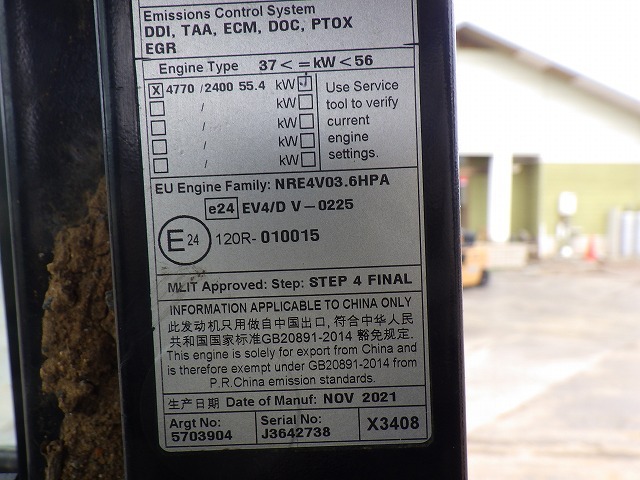 Emissions Control System
DDI, TAA, ECM, DOC, PTOX
EGR
Engine Type 37 < = kW < 56
X 4770 / 2400 55.4 kW
/ kW
/ kW
/ kW
/ kW
Use Service
tool to verify
current
engine
settings.
EU Engine Family: NRE4V03.6HPA
e24 EV4/D V-0225
E 24 120R- 010015
MLIT Approved: Step: STEP 4 FINAL
INFORMATION APPLICABLE TO CHINA ONLY
此发动机只用做自中国出口, 符合中华人民
共和国国家标准GB20891-2014 豁免规定.
This engine is solely for export from China and
is therefore exempt under GB20891-2014 from
P.R.China emission standards.
生产日期 Date of Manuf: NOV 2021
Argt No:
5703904
Serial No:
J3642738
X3408